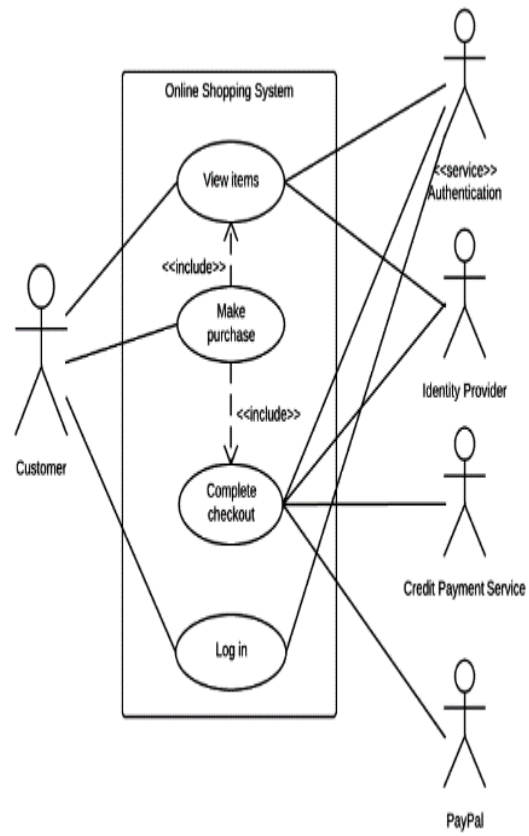 Online Shopping System
View items
<<service>>
Authentication
<<include>>
Make
purchase
Identity Provider
<<include>>
Customer
Complete
checkout
Credit Payment Service
Log in
PayPal